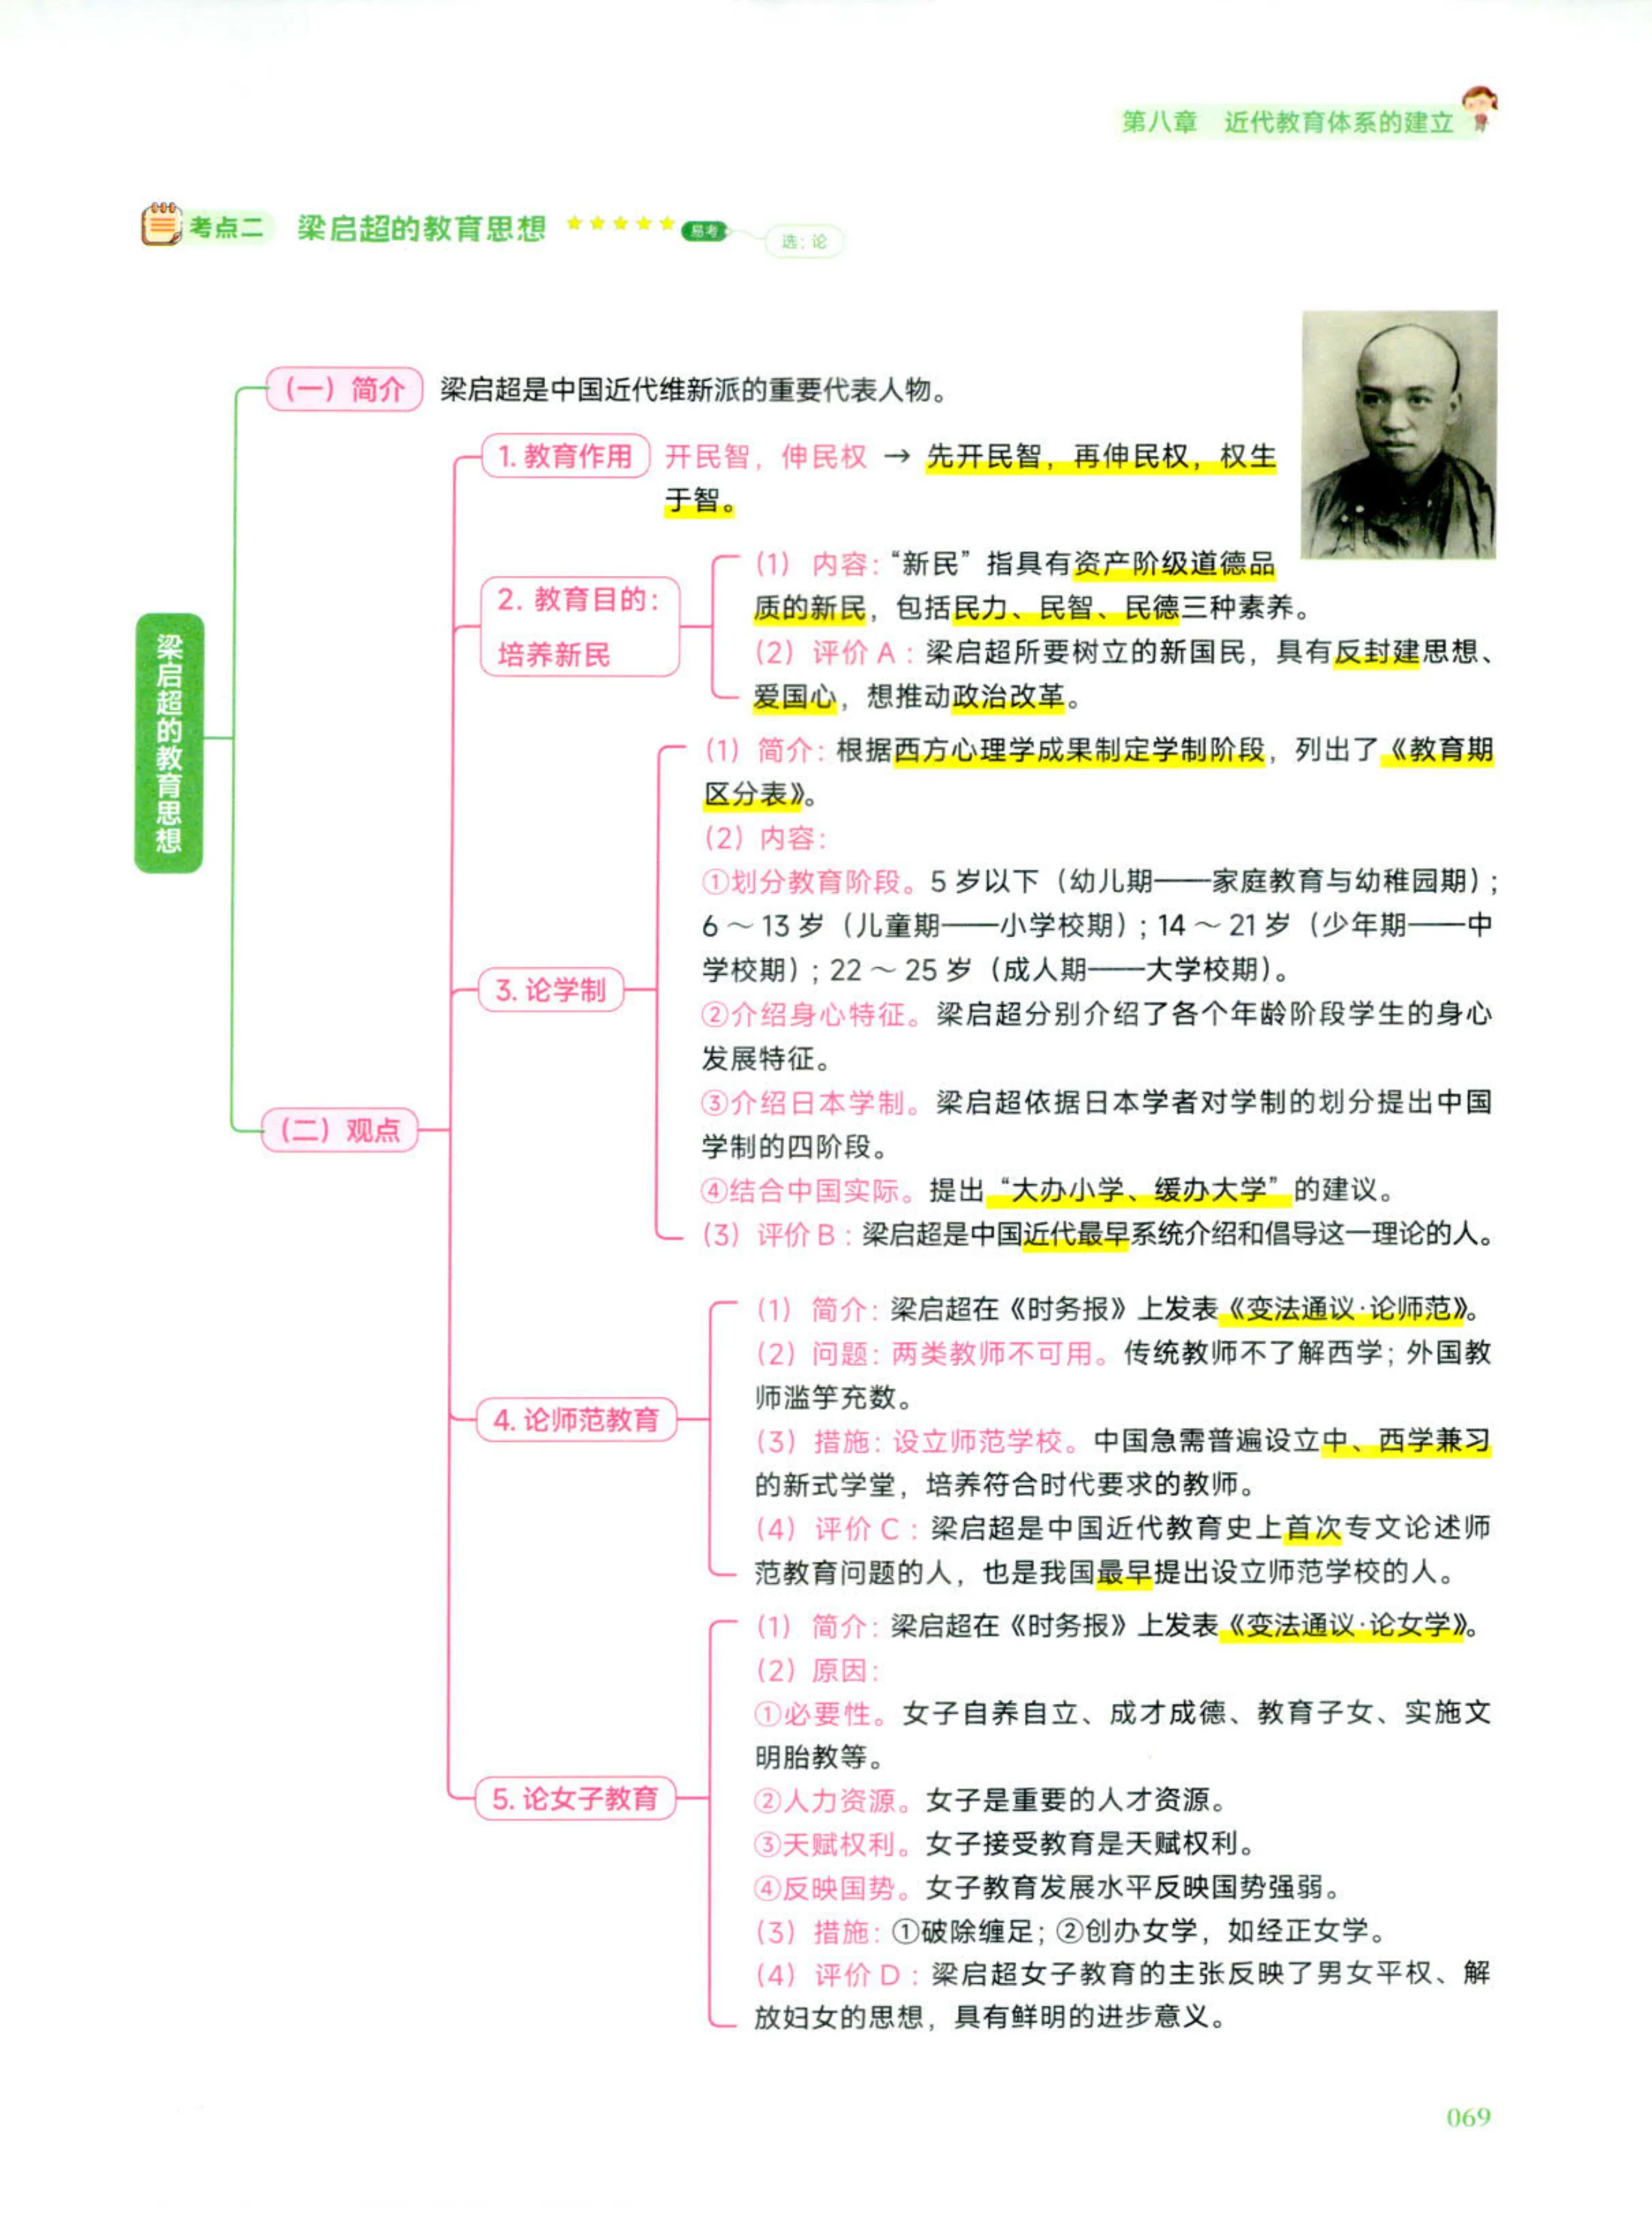 第八章 近代教育体系的建立
考点二 梁启超的教育思想 易考 选：论
梁启超的教育思想
（一）简介 梁启超是中国近代维新派的重要代表人物。
（二）观点
1. 教育作用 开民智，伸民权 → 先开民智，再伸民权，权生
于智。
2. 教育目的：
培养新民
（1）内容：“新民”指具有资产阶级道德品
质的新民，包括民力、民智、民德三种素养。
（2）评价 A：梁启超所要树立的新国民，具有反封建思想、
爱国心，想推动政治改革。
3. 论学制
（1）简介：根据西方心理学成果制定学制阶段，列出了《教育期
区分表》。
（2）内容：
①划分教育阶段。5 岁以下（幼儿期——家庭教育与幼稚园期）；
6～13 岁（儿童期——小学校期）；14～21 岁（少年期——中
学校期）；22～25 岁（成人期——大学校期）。
②介绍身心特征。梁启超分别介绍了各个年龄阶段学生的身心
发展特征。
③介绍日本学制。梁启超依据日本学者对学制的划分提出中国
学制的四阶段。
④结合中国实际。提出“大办小学、缓办大学”的建议。
（3）评价 B：梁启超是中国近代最早系统介绍和倡导这一理论的人。
4. 论师范教育
（1）简介：梁启超在《时务报》上发表《变法通议·论师范》。
（2）问题：两类教师不可用。传统教师不了解西学；外国教
师滥竽充数。
（3）措施：设立师范学校。中国急需普遍设立中、西学兼习
的新式学堂，培养符合时代要求的教师。
（4）评价 C：梁启超是中国近代教育史上首次专文论述师
范教育问题的人，也是我国最早提出设立师范学校的人。
5. 论女子教育
（1）简介：梁启超在《时务报》上发表《变法通议·论女学》。
（2）原因：
①必要性。女子自养自立、成才成德、教育子女、实施文
明胎教等。
②人力资源。女子是重要的人才资源。
③天赋权利。女子接受教育是天赋权利。
④反映国势。女子教育发展水平反映国势强弱。
（3）措施：①破除缠足；②创办女学，如经正女学。
（4）评价 D：梁启超女子教育的主张反映了男女平权、解
放妇女的思想，具有鲜明的进步意义。
069